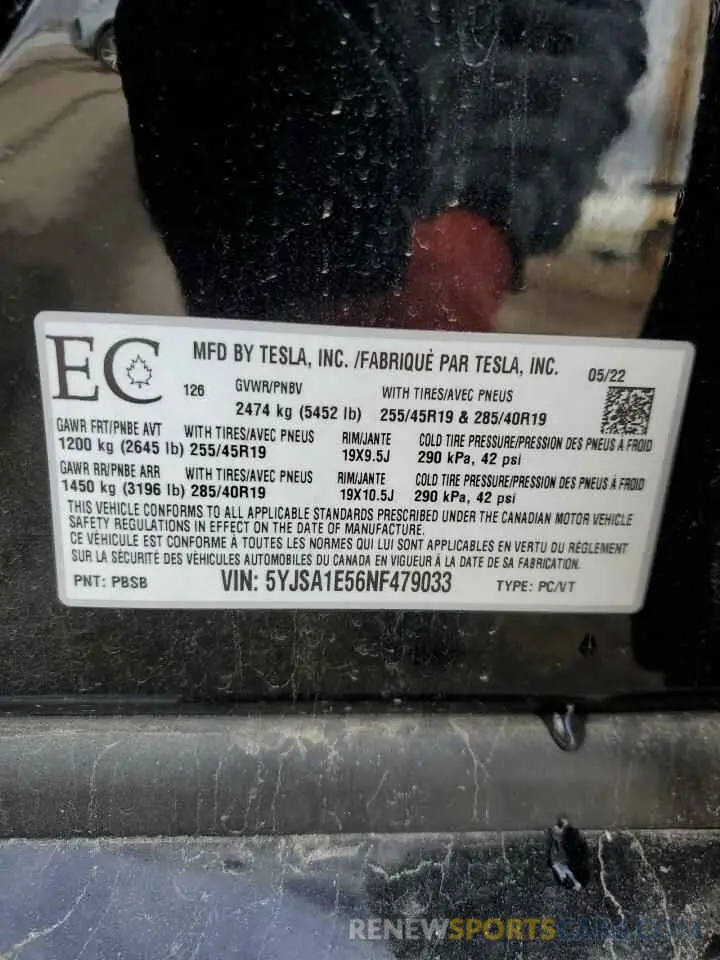 EC
MFD BY TESLA, INC. /FABRIQUÈ PAR TESLA, INC.
05/22
126 GVWR/PNBV WITH TIRES/AVEC PNEUS
2474 kg (5452 lb) 255/45R19 & 285/40R19
GAWR FRT/PNBE AVT WITH TIRES/AVEC PNEUS RIM/JANTE COLD TIRE PRESSURE/PRESSION DES PNEUS A FROID
1200 kg (2645 lb) 255/45R19 19X9.5J 290 kPa, 42 psi
GAWR RR/PNBE ARR WITH TIRES/AVEC PNEUS RIM/JANTE COLD TIRE PRESSURE/PRESSION DES PNEUS À FROID
1450 kg (3196 lb) 285/40R19 19X10.5J 290 kPa, 42 psi
THIS VEHICLE CONFORMS TO ALL APPLICABLE STANDARDS PRESCRIBED UNDER THE CANADIAN MOTOR VEHICLE
SAFETY REGULATIONS IN EFFECT ON THE DATE OF MANUFACTURE.
CE VÉHICULE EST CONFORME À TOUTES LES NORMES QUI LUI SONT APPLICABLES EN VERTU DU RÈGLEMENT
SUR LA SÉCURITÉ DES VÉHICULES AUTOMOBILES DU CANADA EN VIGUEUR À LA DATE DE SA FABRICATION.
PNT: PBSB VIN: 5YJSA1E56NF479033 TYPE: PC/VT
RENEWSPORTSCARS.COM